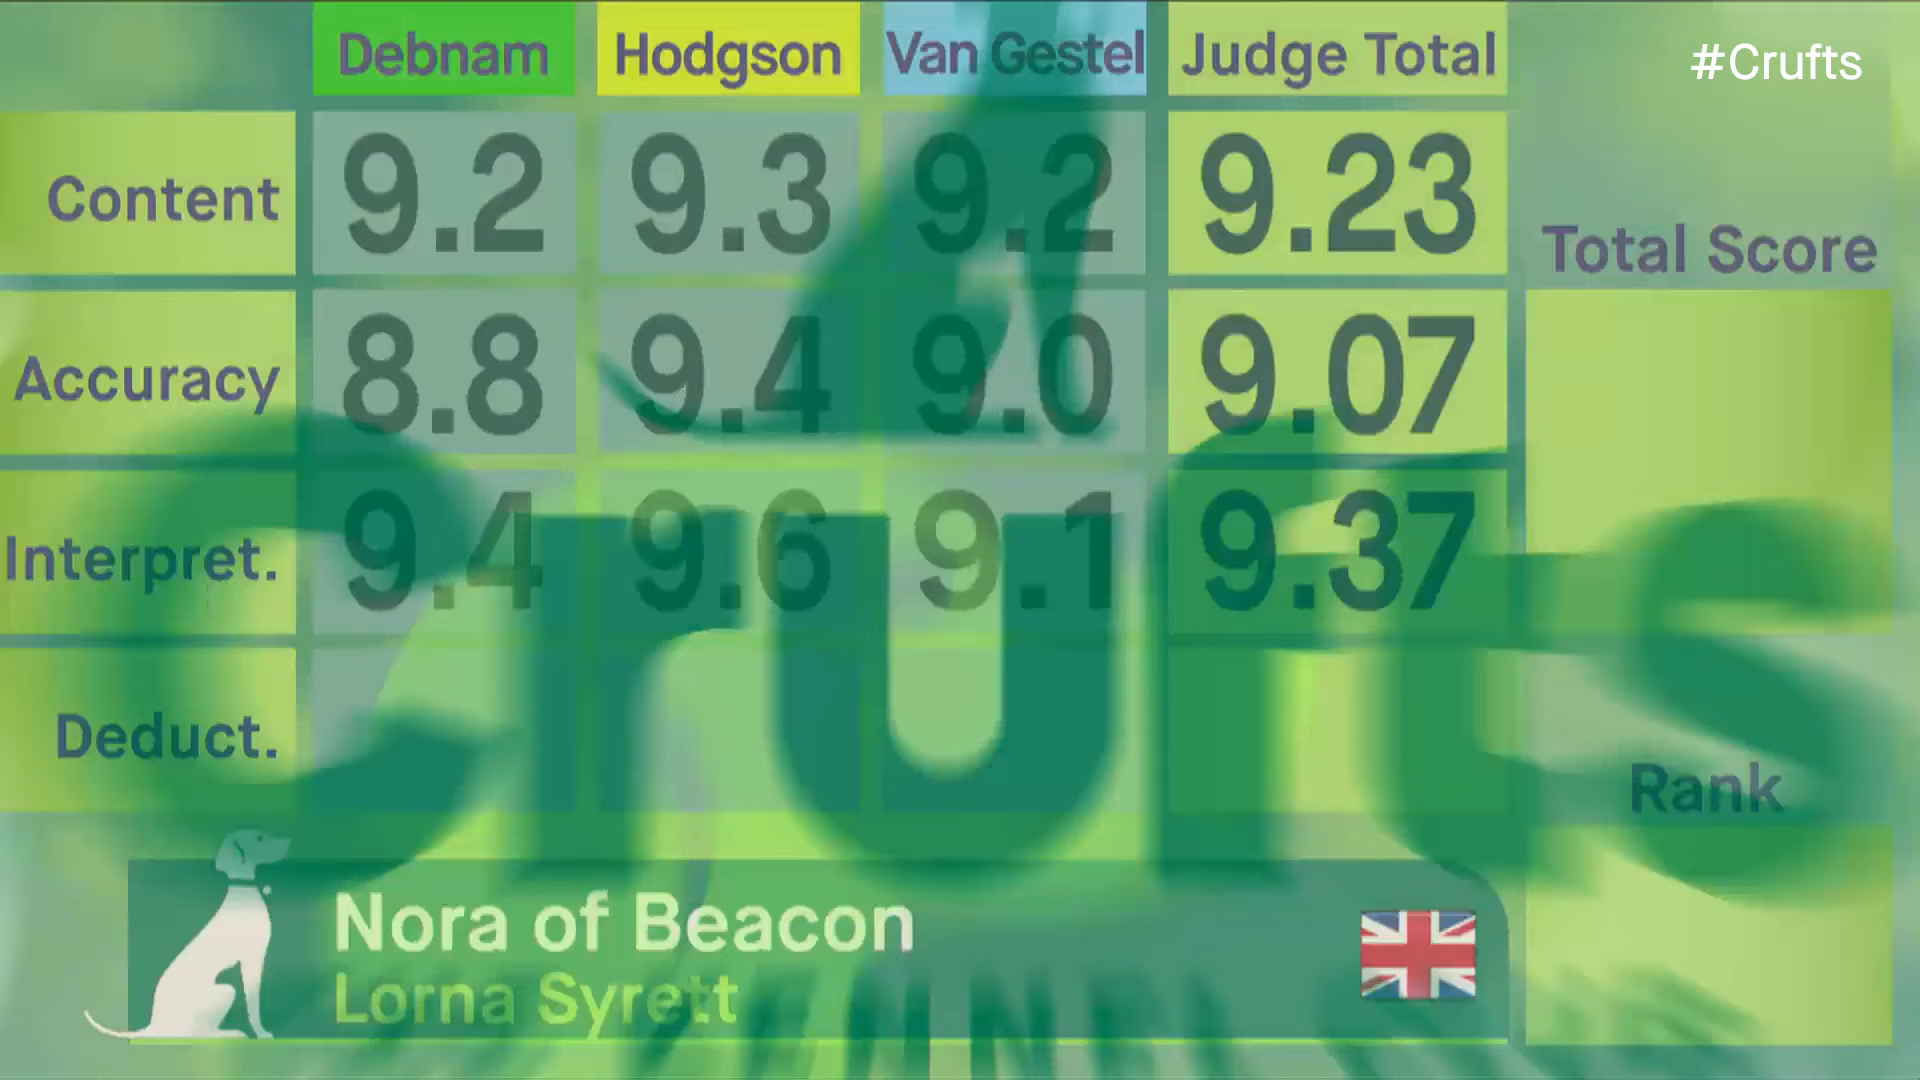 Debnam Hodgson Van Gestel Judge Total #Crufts
Content 9.2 9.3 9.2 9.23
Total Score
Accuracy 8.8 9.4 9.0 9.07
Interpret. 9.4 9.6 9.1 9.37
Deduct.
Rank
Crufts
Nora of Beacon
Lorna Syrett